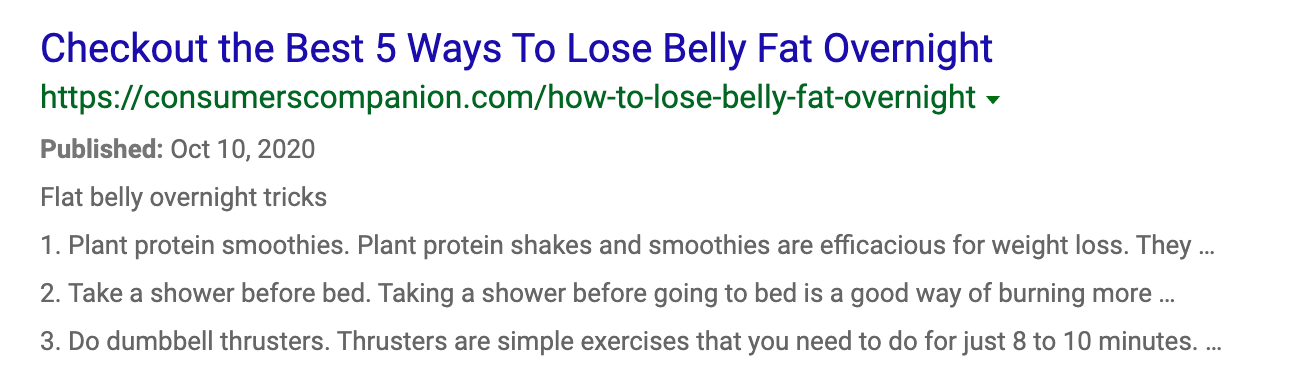 Checkout the Best 5 Ways To Lose Belly Fat Overnight
https://consumerscompanion.com/how-to-lose-belly-fat-overnight
Published: Oct 10, 2020
Flat belly overnight tricks
1. Plant protein smoothies. Plant protein shakes and smoothies are efficacious for weight loss. They ...
2. Take a shower before bed. Taking a shower before going to bed is a good way of burning more ...
3. Do dumbbell thrusters. Thrusters are simple exercises that you need to do for just 8 to 10 minutes. ...